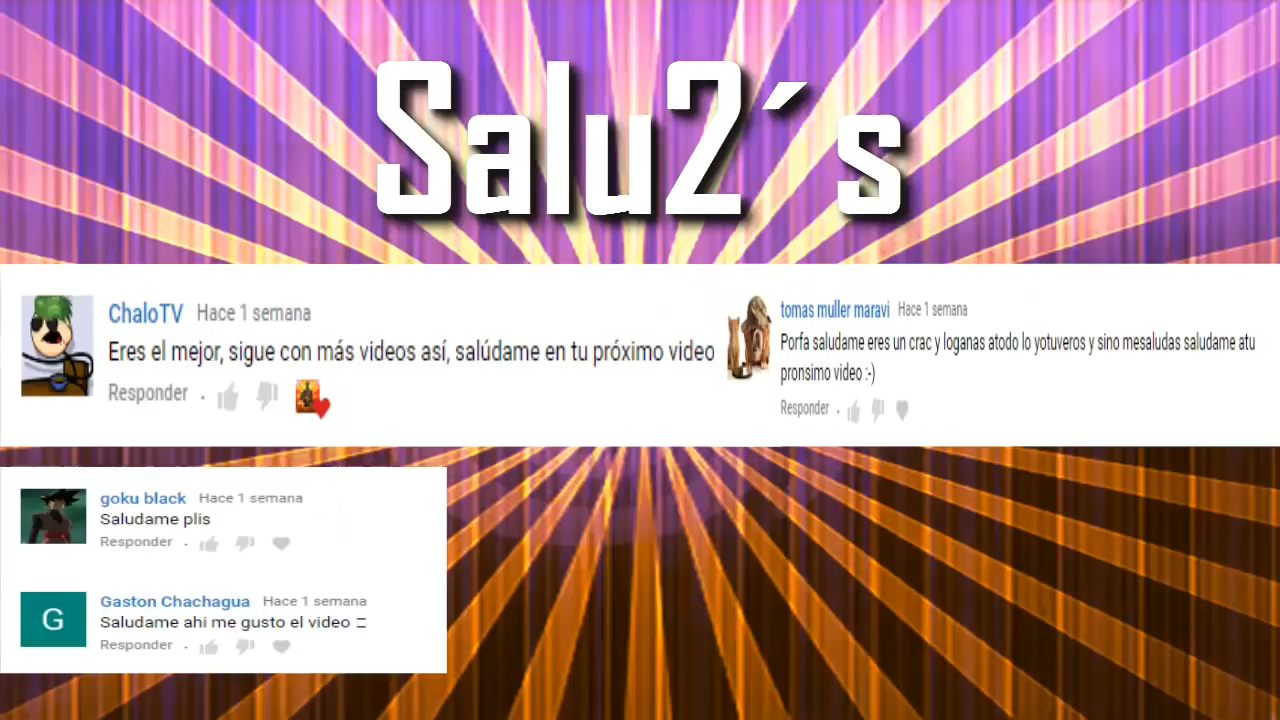 Salu2´s
ChaloTV Hace 1 semana
Eres el mejor, sigue con más videos así, salúdame en tu próximo video
Responder .
tomas muller maravi Hace 1 semana
Porfa saludame eres un crac y loganas atodo lo yotuveros y sino mesaludas saludame atu
pronsimo video :-)
Responder .
goku black Hace 1 semana
Saludame plis
Responder .
G
Gaston Chachagua Hace 1 semana
Saludame ahi me gusto el video
Responder .